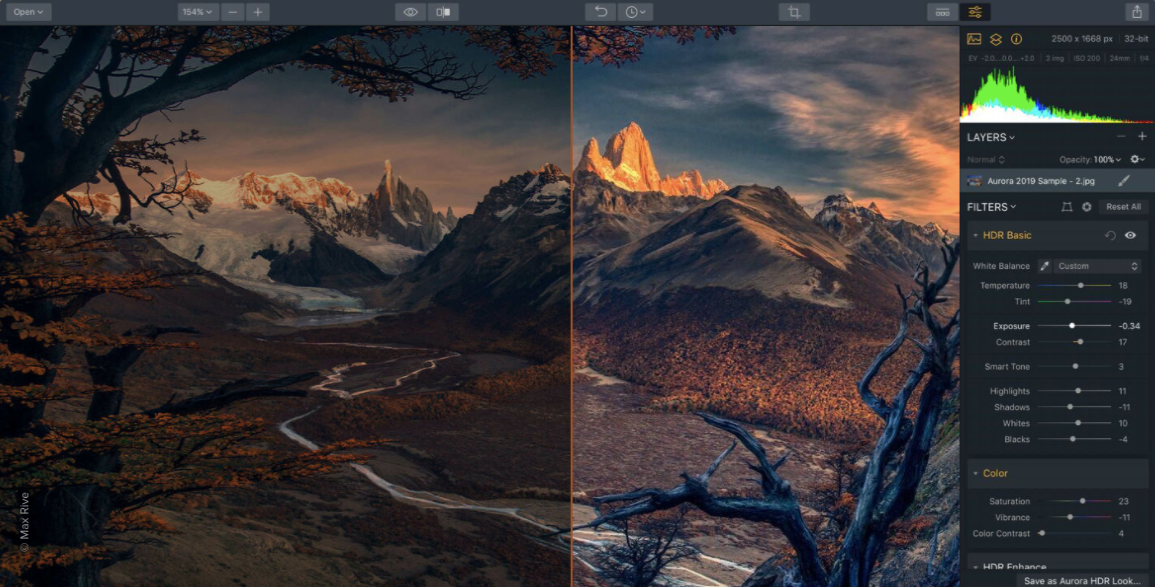 Open
154%
2500 x 1668 px 32-bit
EV -2.0...0.0...+2.0 3 img ISO 200 24mm f/4
LAYERS
Normal Opacity: 100%
Aurora 2019 Sample - 2.jpg
FILTERS Reset All
HDR Basic
White Balance Custom
Temperature 18
Tint -19
Exposure -0.34
Contrast 17
Smart Tone 3
Highlights 11
Shadows -11
Whites 10
Blacks -4
Color
Saturation 23
Vibrance -11
Color Contrast 4
HDR Enhance
Save as Aurora HDR Look...
© Max Rive